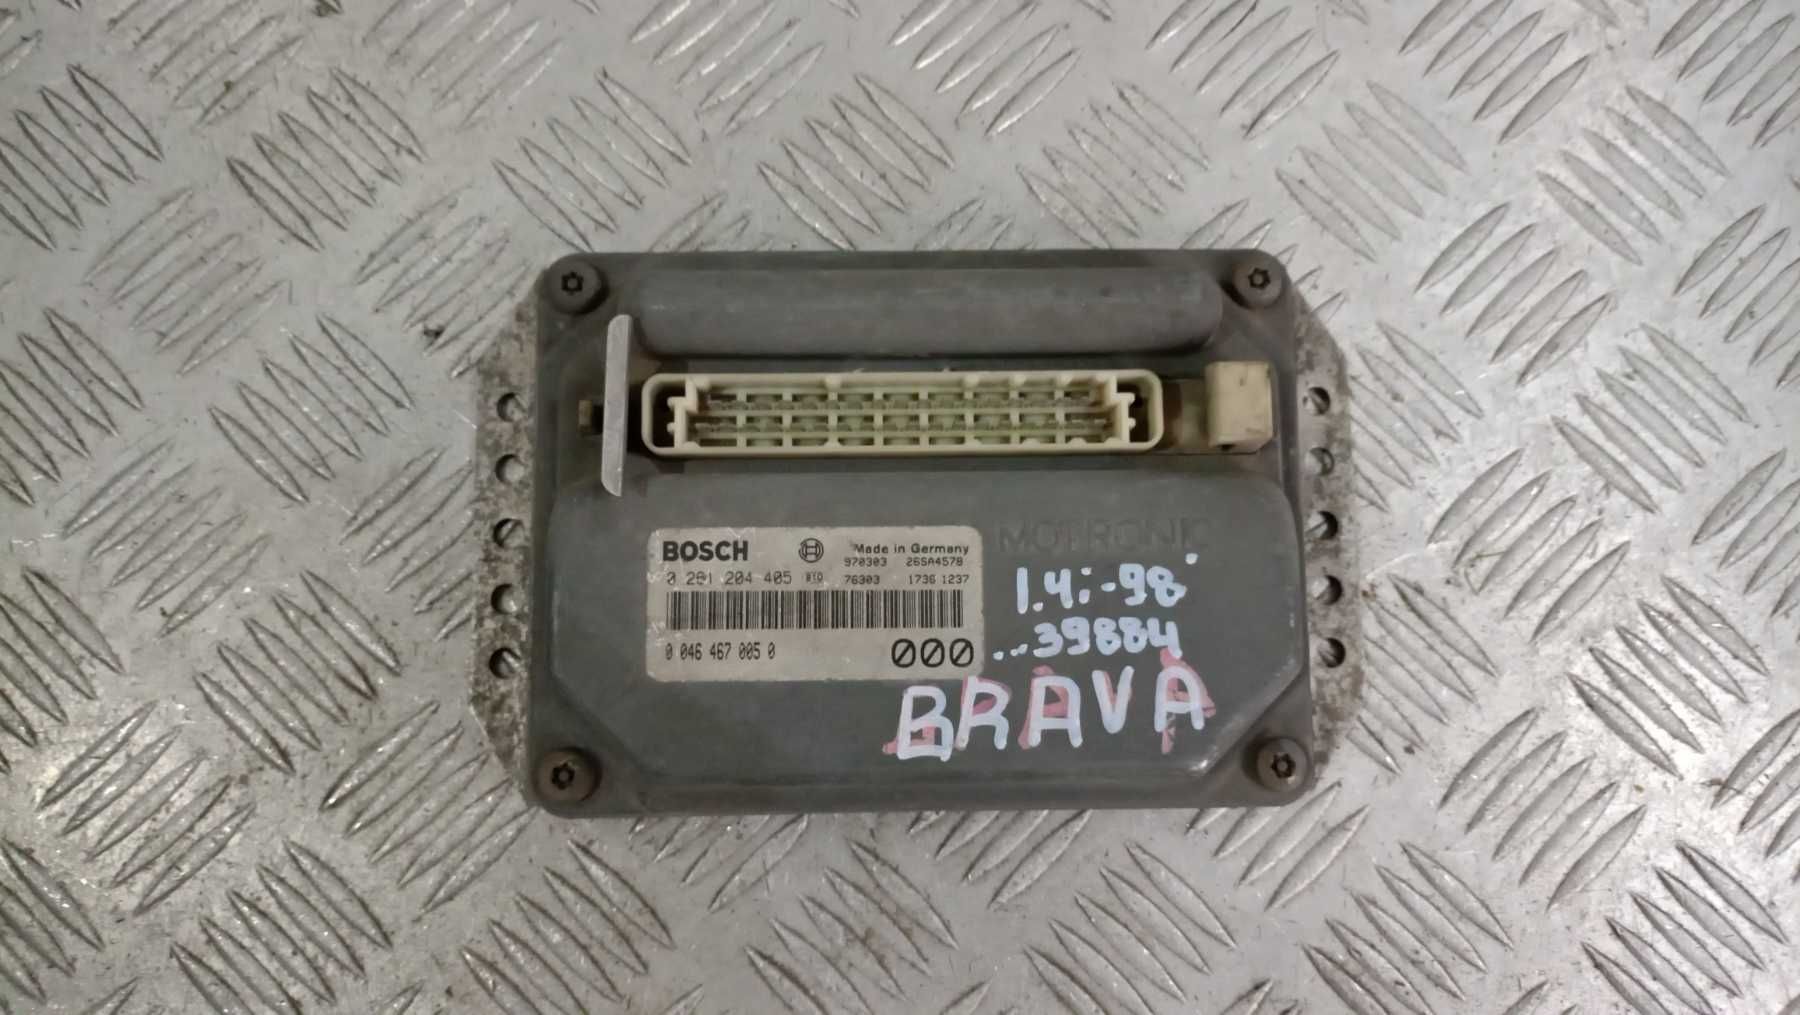 MOTRONIC
BOSCH
Made in Germany
970303 26SA4578
0 261 204 405 76303 1736 1237
0 046 467 005 0
000
1.4i-98'
...39884
BRAVA